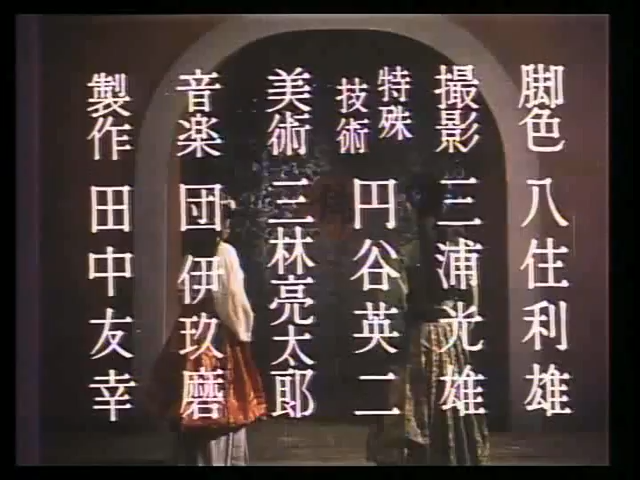 脚色 八住利雄
撮影 三浦光雄
特殊技術 円谷英二
美術 三林亮太郎
音楽 団伊玖磨
製作 田中友幸